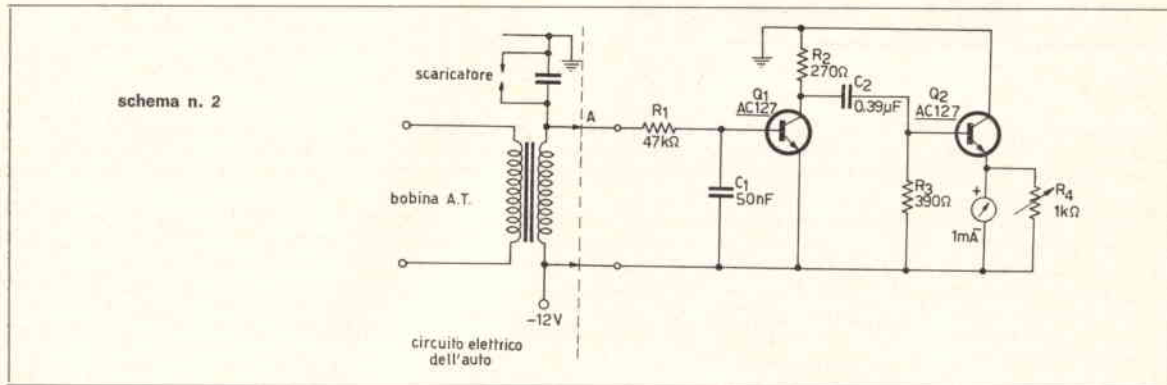 schema n. 2
scaricatore
A
bobina A.T.
-12V
circuito elettrico
dell'auto
R1
47kΩ
C1
50nF
Q1
AC127
R2
270Ω
C2
0.39µF
Q2
AC127
R3
390Ω
+
1mA
-
R4
1kΩ